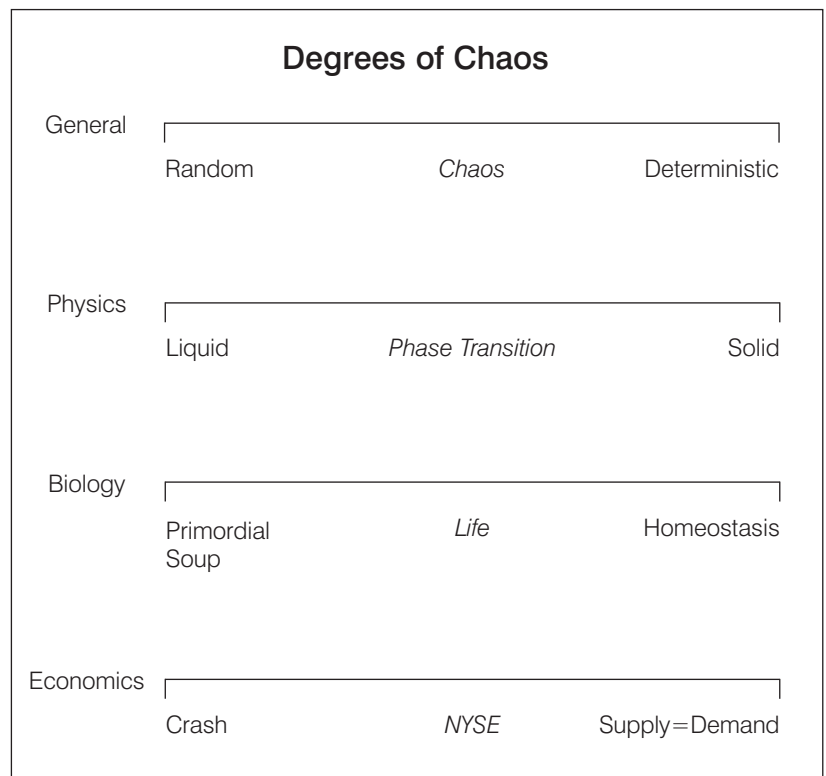 Degrees of Chaos
General
Random Chaos Deterministic
Physics
Liquid Phase Transition Solid
Biology
Primordial Soup Life Homeostasis
Economics
Crash NYSE Supply=Demand